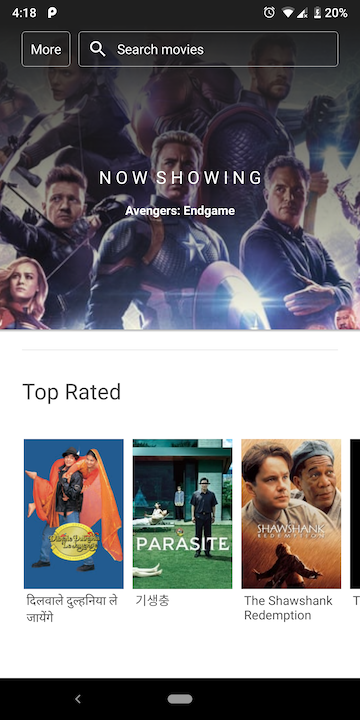 4:18
20%
More
Search movies
NOW SHOWING
Avengers: Endgame
Top Rated
PARASITE
SHAWSHANK
REDEMPTION
दिलवाले दुल्हनिया ले
जायेंगे
기생충
The Shawshank
Redemption
T